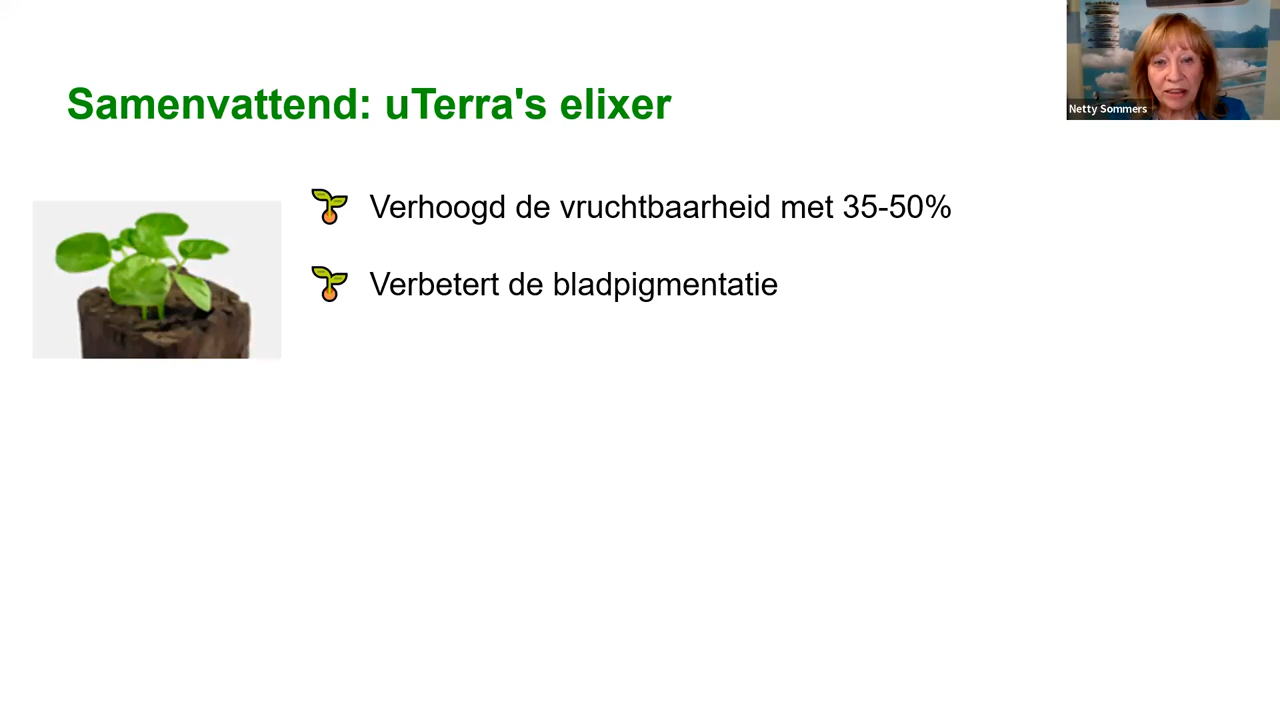 Samenvattend: uTerra's elixer
Netty Sommers
Verhoogd de vruchtbaarheid met 35-50%
Verbetert de bladpigmentatie